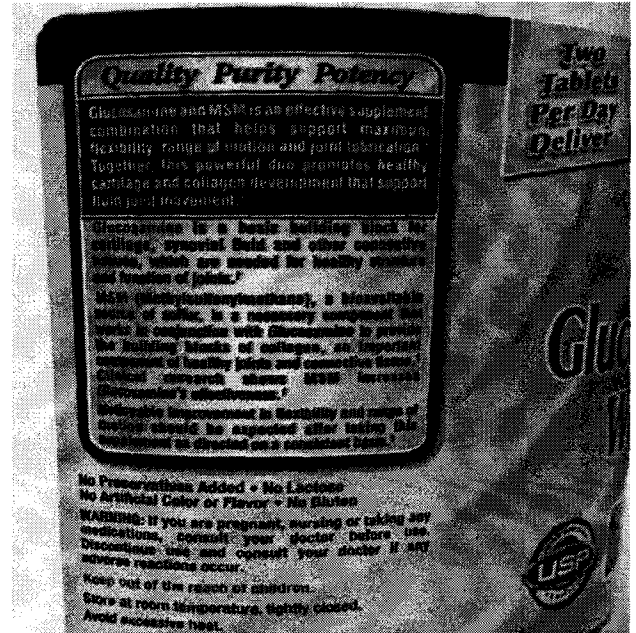 Quality Purity Potency
Glucosamine and MSM is an effective supplement
combination that helps support maximum
flexibility, range of motion and joint lubrication.
Together, this powerful duo promotes healthy
cartilage and collagen development that support
fluid joint movement.*
Glucosamine is a basic building block for
cartilage, synovial fluid and other connective
tissues, which are needed for healthy structure
and function of joints.*
MSM (Methylsulfonylmethane), a bioavailable
source of sulfur, is a necessary component that
works in conjunction with Glucosamine to provide
the building blocks of collagen, an important
component in healthy joints and connective tissue.*
Clinical research shows MSM increases
Glucosamine's effectiveness.*
Noticeable improvement in flexibility and range of
motion should be expected after taking this
supplement as directed on a consistent basis.*
No Preservatives Added • No Lactose
No Artificial Color or Flavor • No Gluten
WARNING: If you are pregnant, nursing or taking any
medications, consult your doctor before use.
Discontinue use and consult your doctor if any
adverse reactions occur.
Keep out of the reach of children.
Store at room temperature, tightly closed.
Avoid excessive heat.
Two
Tablets
Per Day
Deliver
Gluc
USP